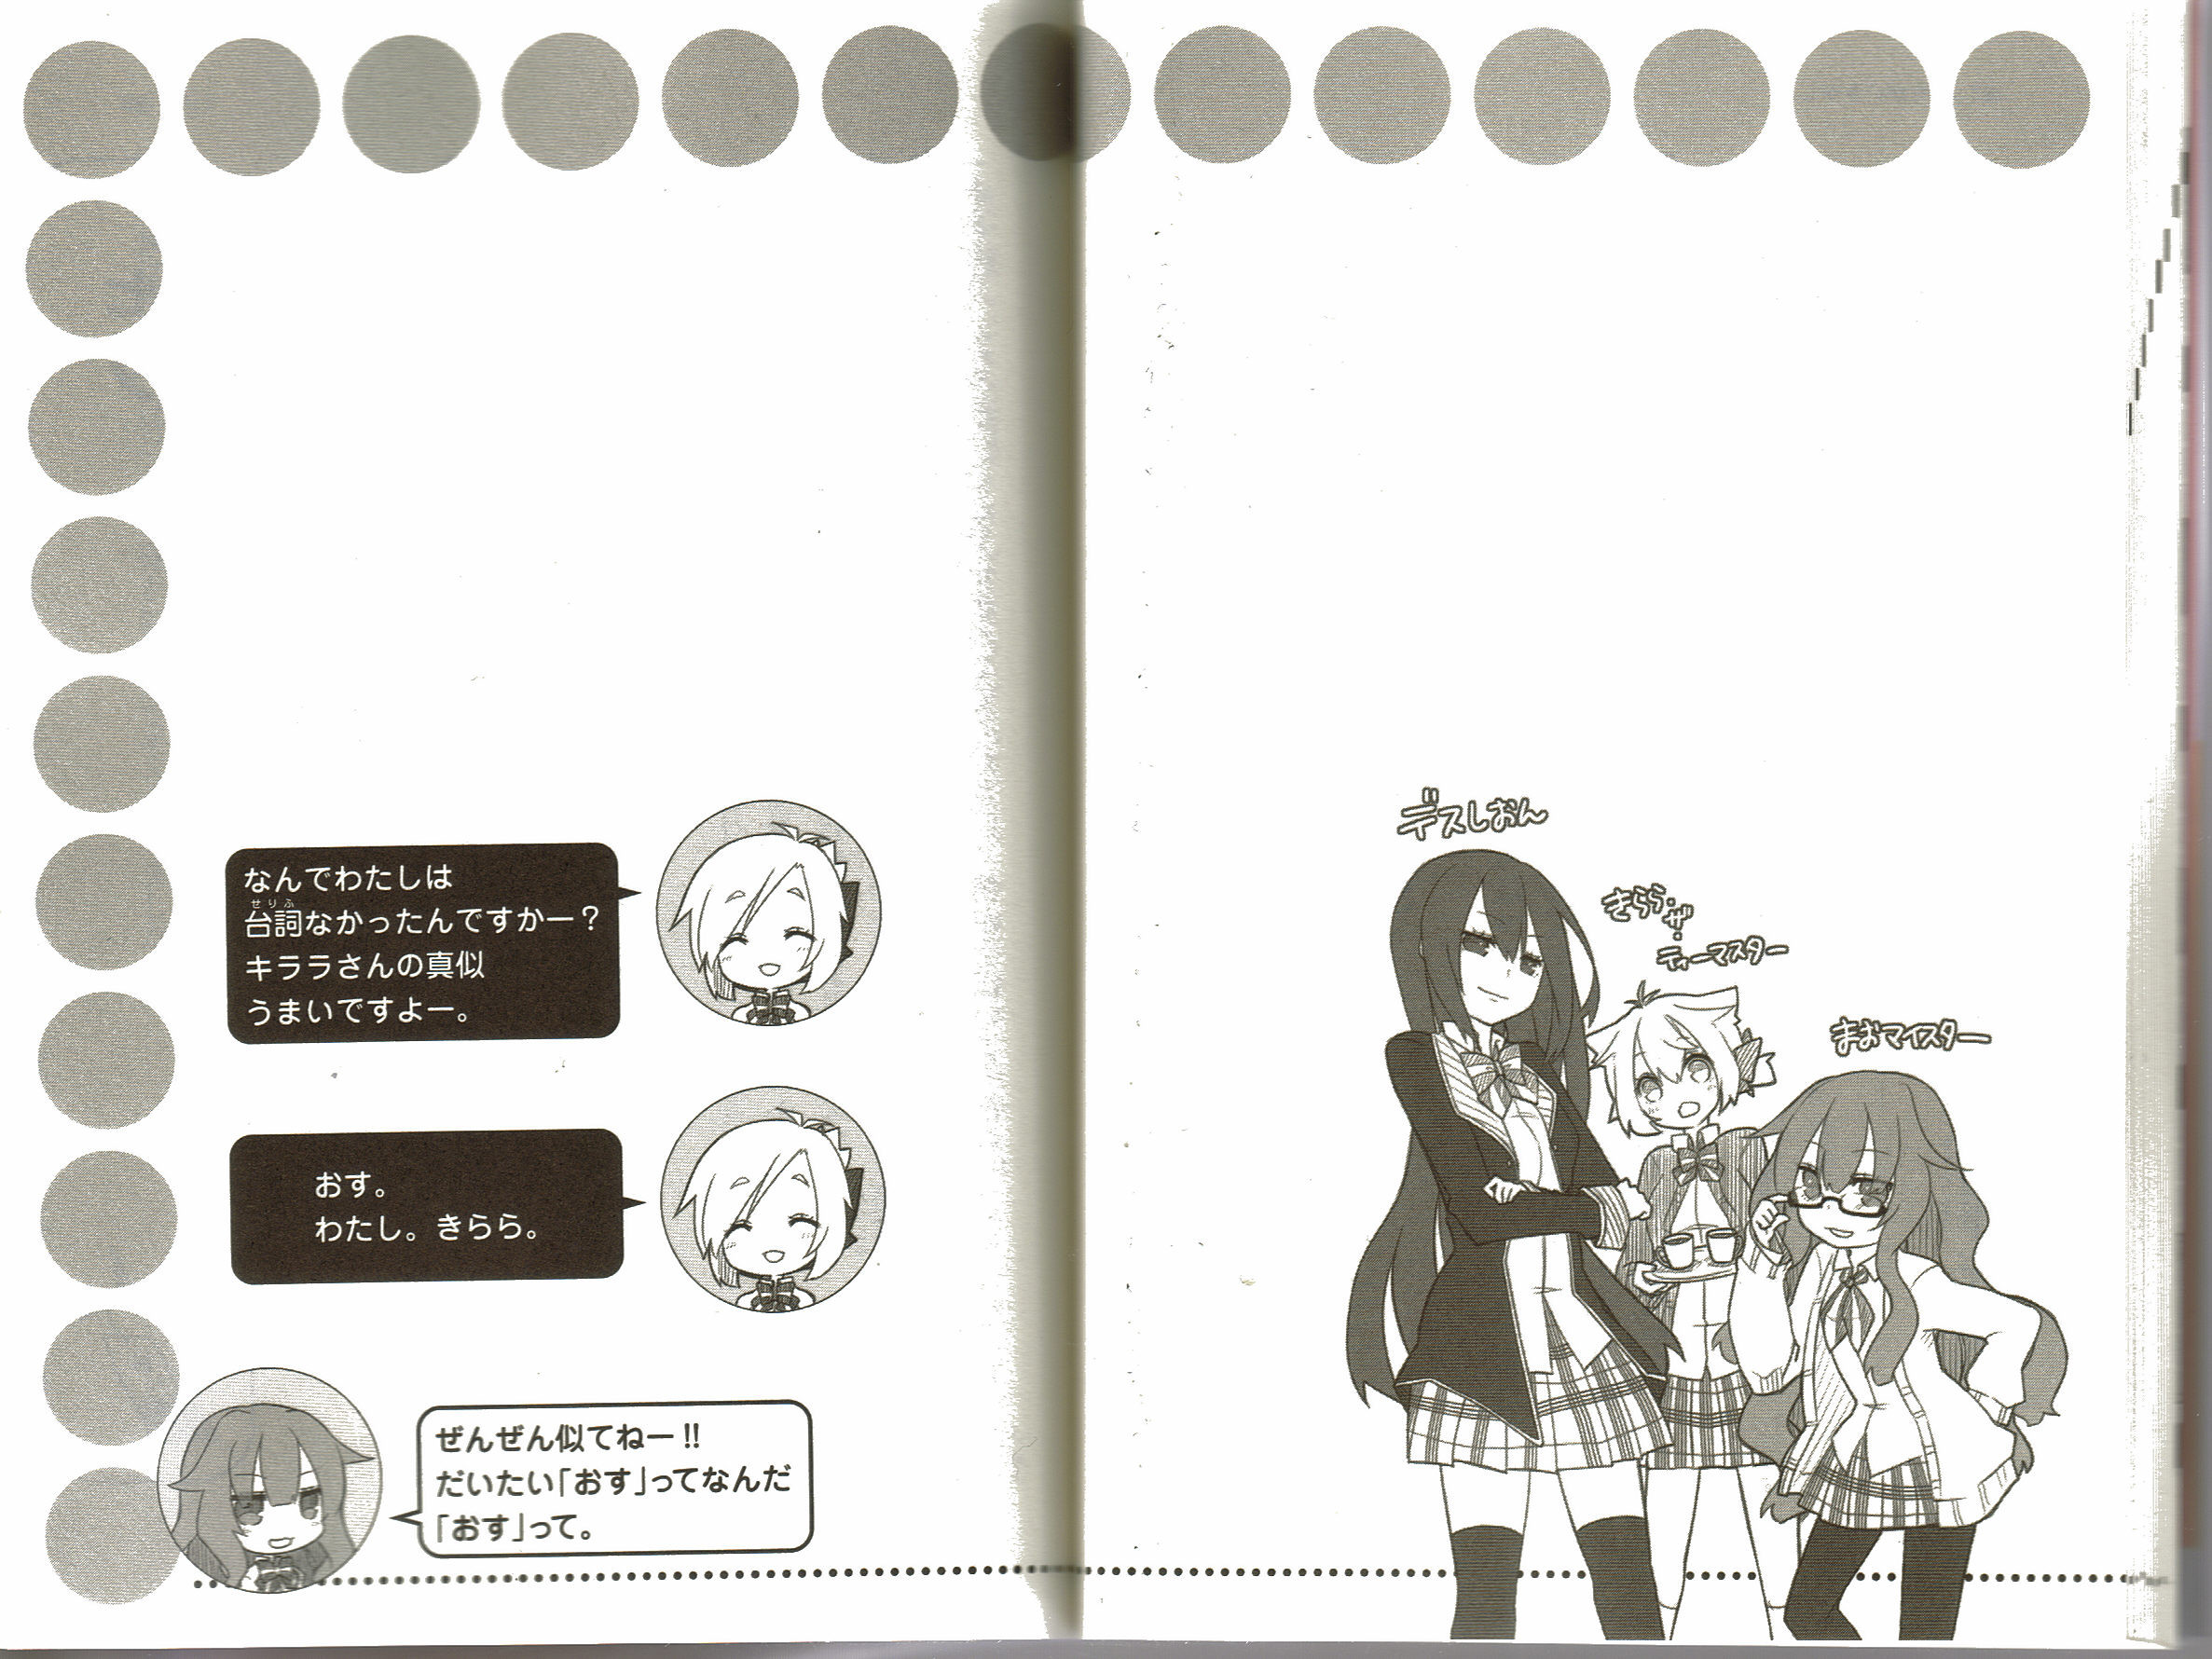 デスしおん
きらら・ザ・
ティーマスター
まおマイスター
なんでわたしは
せりふ
台詞なかったんですかー?
キララさんの真似
うまいですよー。
おす。
わたし。きらら。
ぜんぜん似てねー!!
だいたい「おす」ってなんだ
「おす」って。